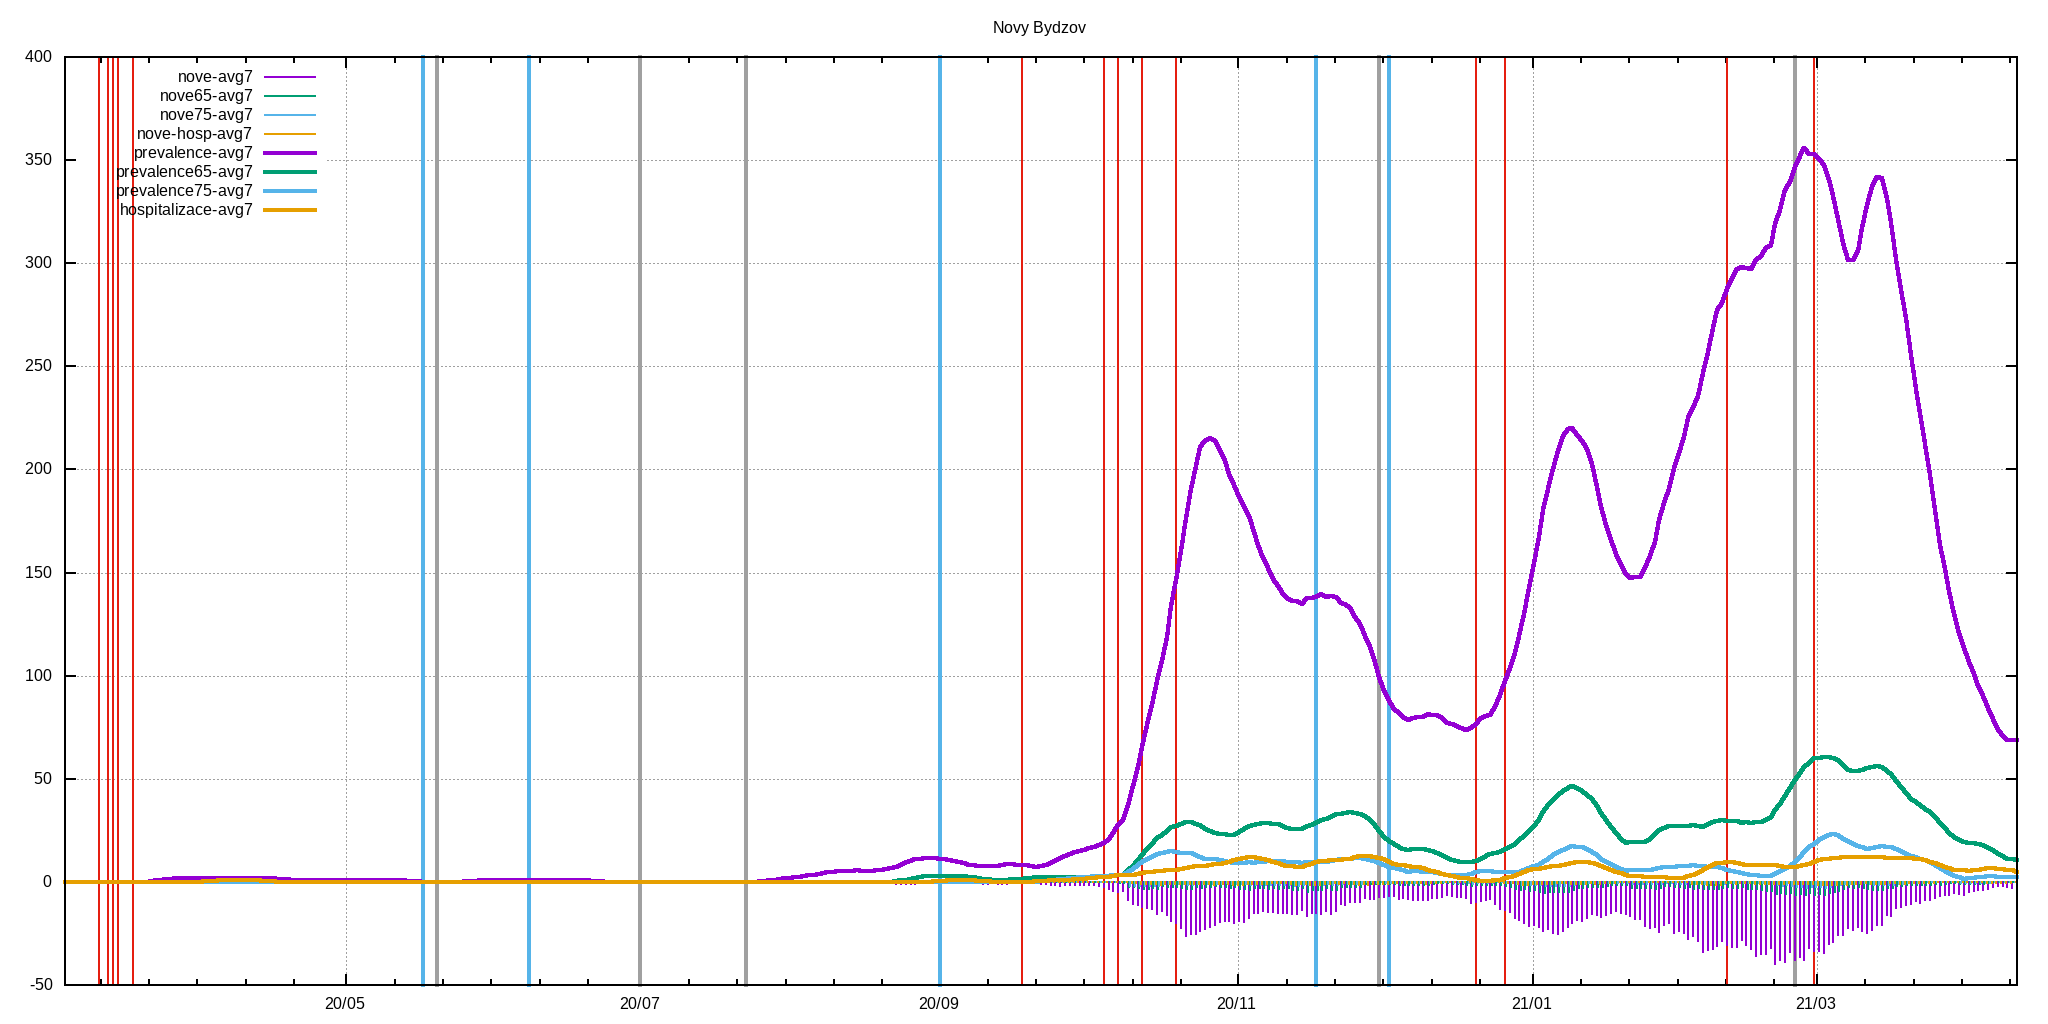 Novy Bydzov
400
350
300
250
200
150
100
50
0
-50
nove-avg7
nove65-avg7
nove75-avg7
nove-hosp-avg7
prevalence-avg7
prevalence65-avg7
prevalence75-avg7
hospitalizace-avg7
20/05
20/07
20/09
20/11
21/01
21/03